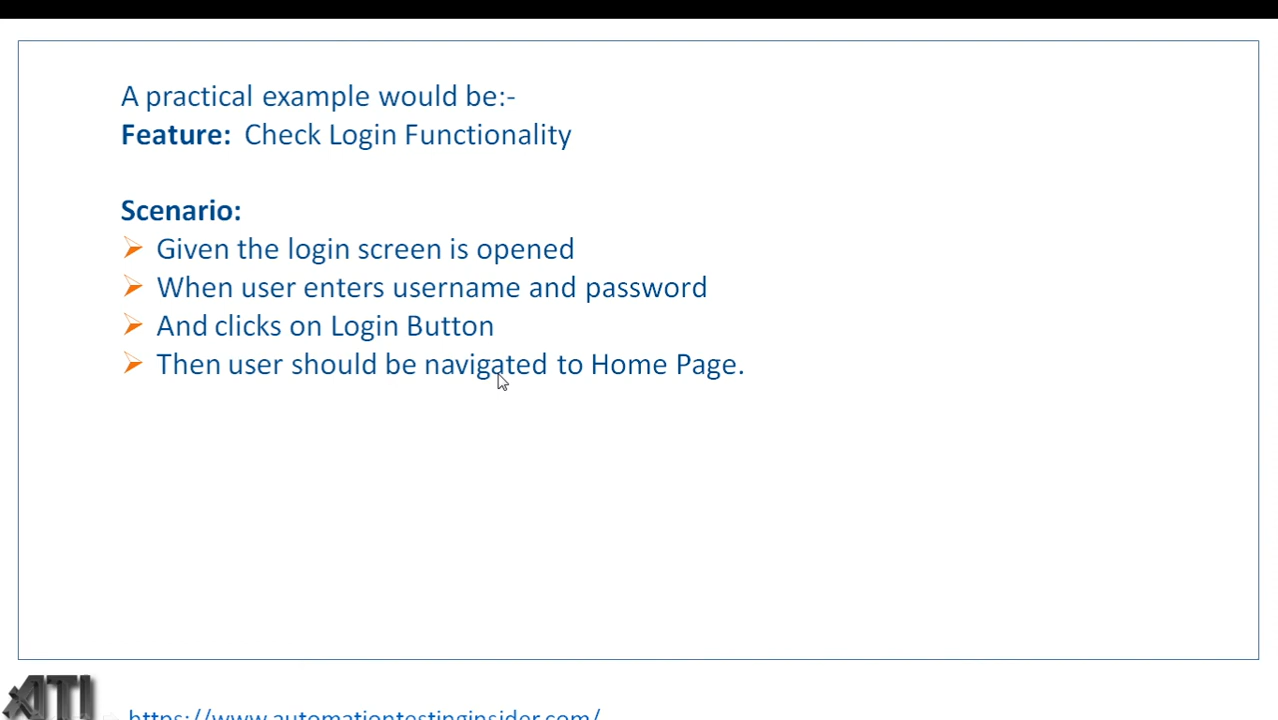 A practical example would be:-
Feature: Check Login Functionality
Scenario:
Given the login screen is opened
When user enters username and password
And clicks on Login Button
Then user should be navigated to Home Page.
ATI
https://www.automationtestinginsider.com/